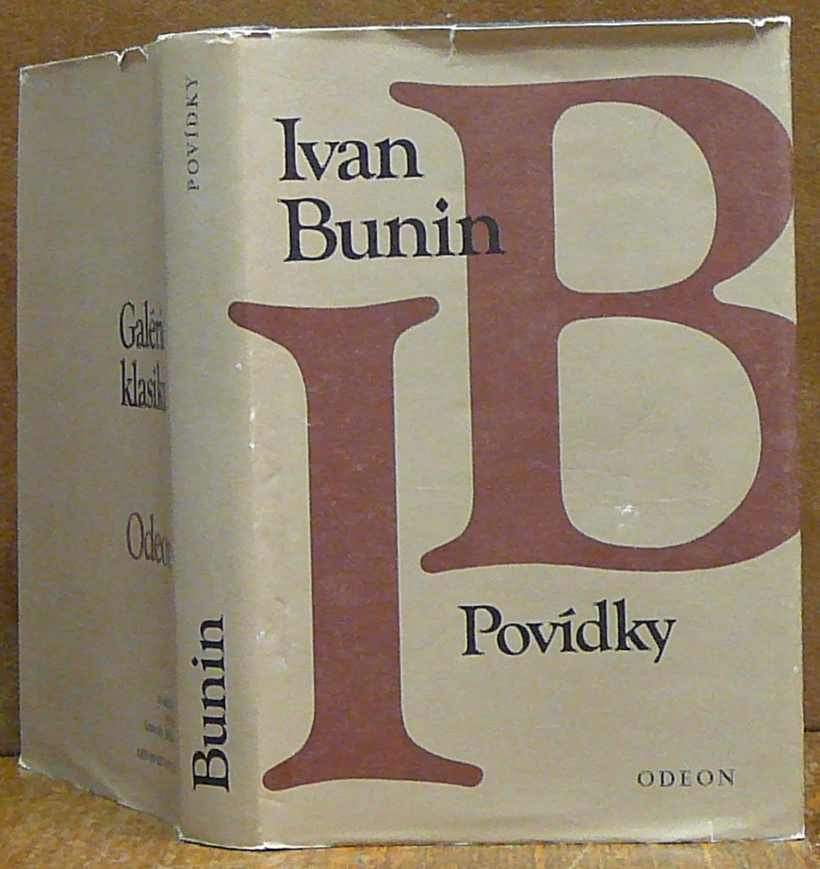 Ivan
Bunin
I
B
Povídky
ODEON
POVÍDKY
Bunin